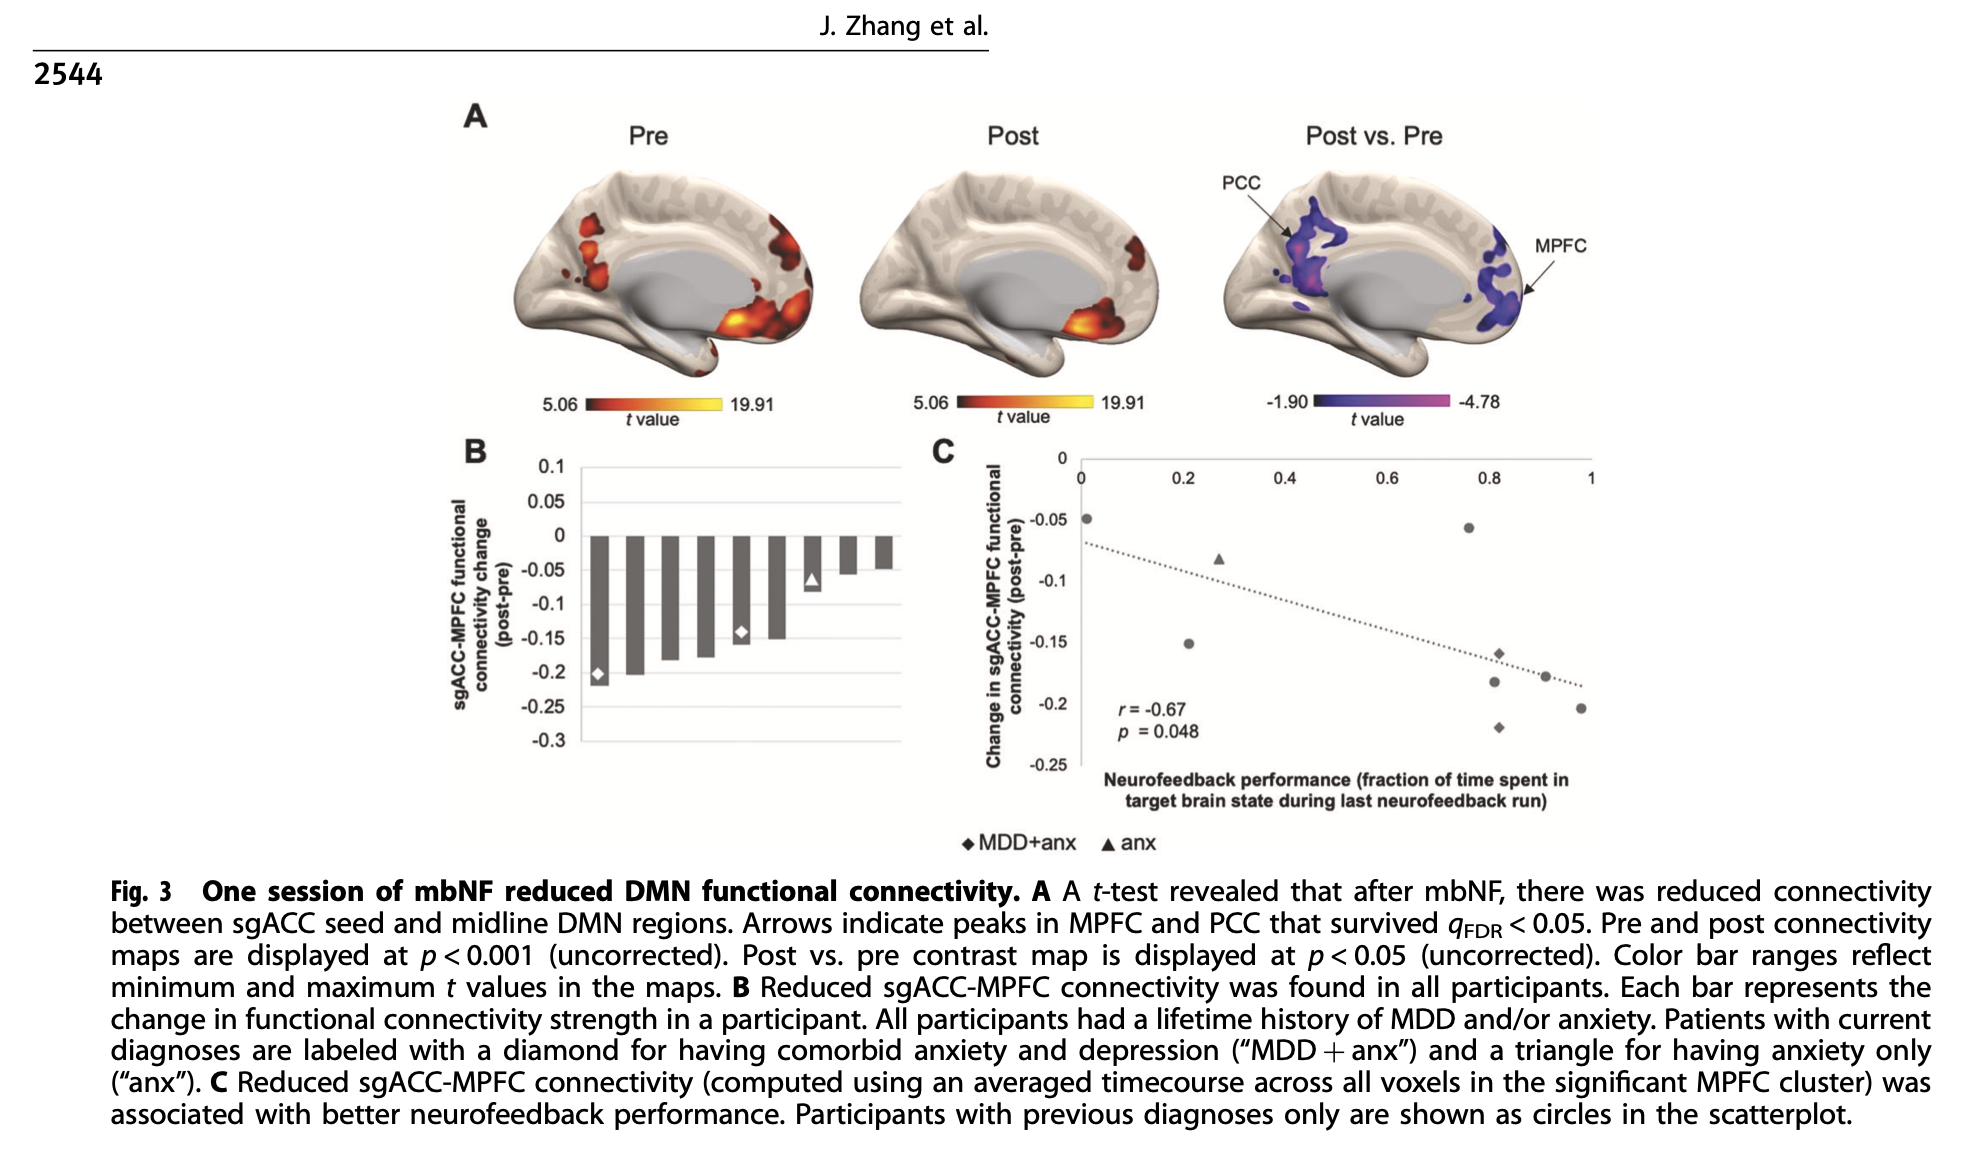 J. Zhang et al.
2544
A
Pre
Post
Post vs. Pre
PCC
MPFC
5.06
19.91
t value
5.06
19.91
t value
-1.90
-4.78
t value
B
0.1
0.05
0
-0.05
-0.1
-0.15
-0.2
-0.25
-0.3
sgACC-MPFC functional
connectivity change
(post-pre)
C
0
-0.05
-0.1
-0.15
-0.2
-0.25
0
0.2
0.4
0.6
0.8
1
Change in sgACC-MPFC functional
connectivity (post-pre)
r = -0.67
p = 0.048
Neurofeedback performance (fraction of time spent in
target brain state during last neurofeedback run)
MDD+anx
anx
Fig. 3 One session of mbNF reduced DMN functional connectivity. A A t-test revealed that after mbNF, there was reduced connectivity
between sgACC seed and midline DMN regions. Arrows indicate peaks in MPFC and PCC that survived qFDR < 0.05. Pre and post connectivity
maps are displayed at p < 0.001 (uncorrected). Post vs. pre contrast map is displayed at p < 0.05 (uncorrected). Color bar ranges reflect
minimum and maximum t values in the maps. B Reduced sgACC-MPFC connectivity was found in all participants. Each bar represents the
change in functional connectivity strength in a participant. All participants had a lifetime history of MDD and/or anxiety. Patients with current
diagnoses are labeled with a diamond for having comorbid anxiety and depression (“MDD + anx”) and a triangle for having anxiety only
(“anx”). C Reduced sgACC-MPFC connectivity (computed using an averaged timecourse across all voxels in the significant MPFC cluster) was
associated with better neurofeedback performance. Participants with previous diagnoses only are shown as circles in the scatterplot.